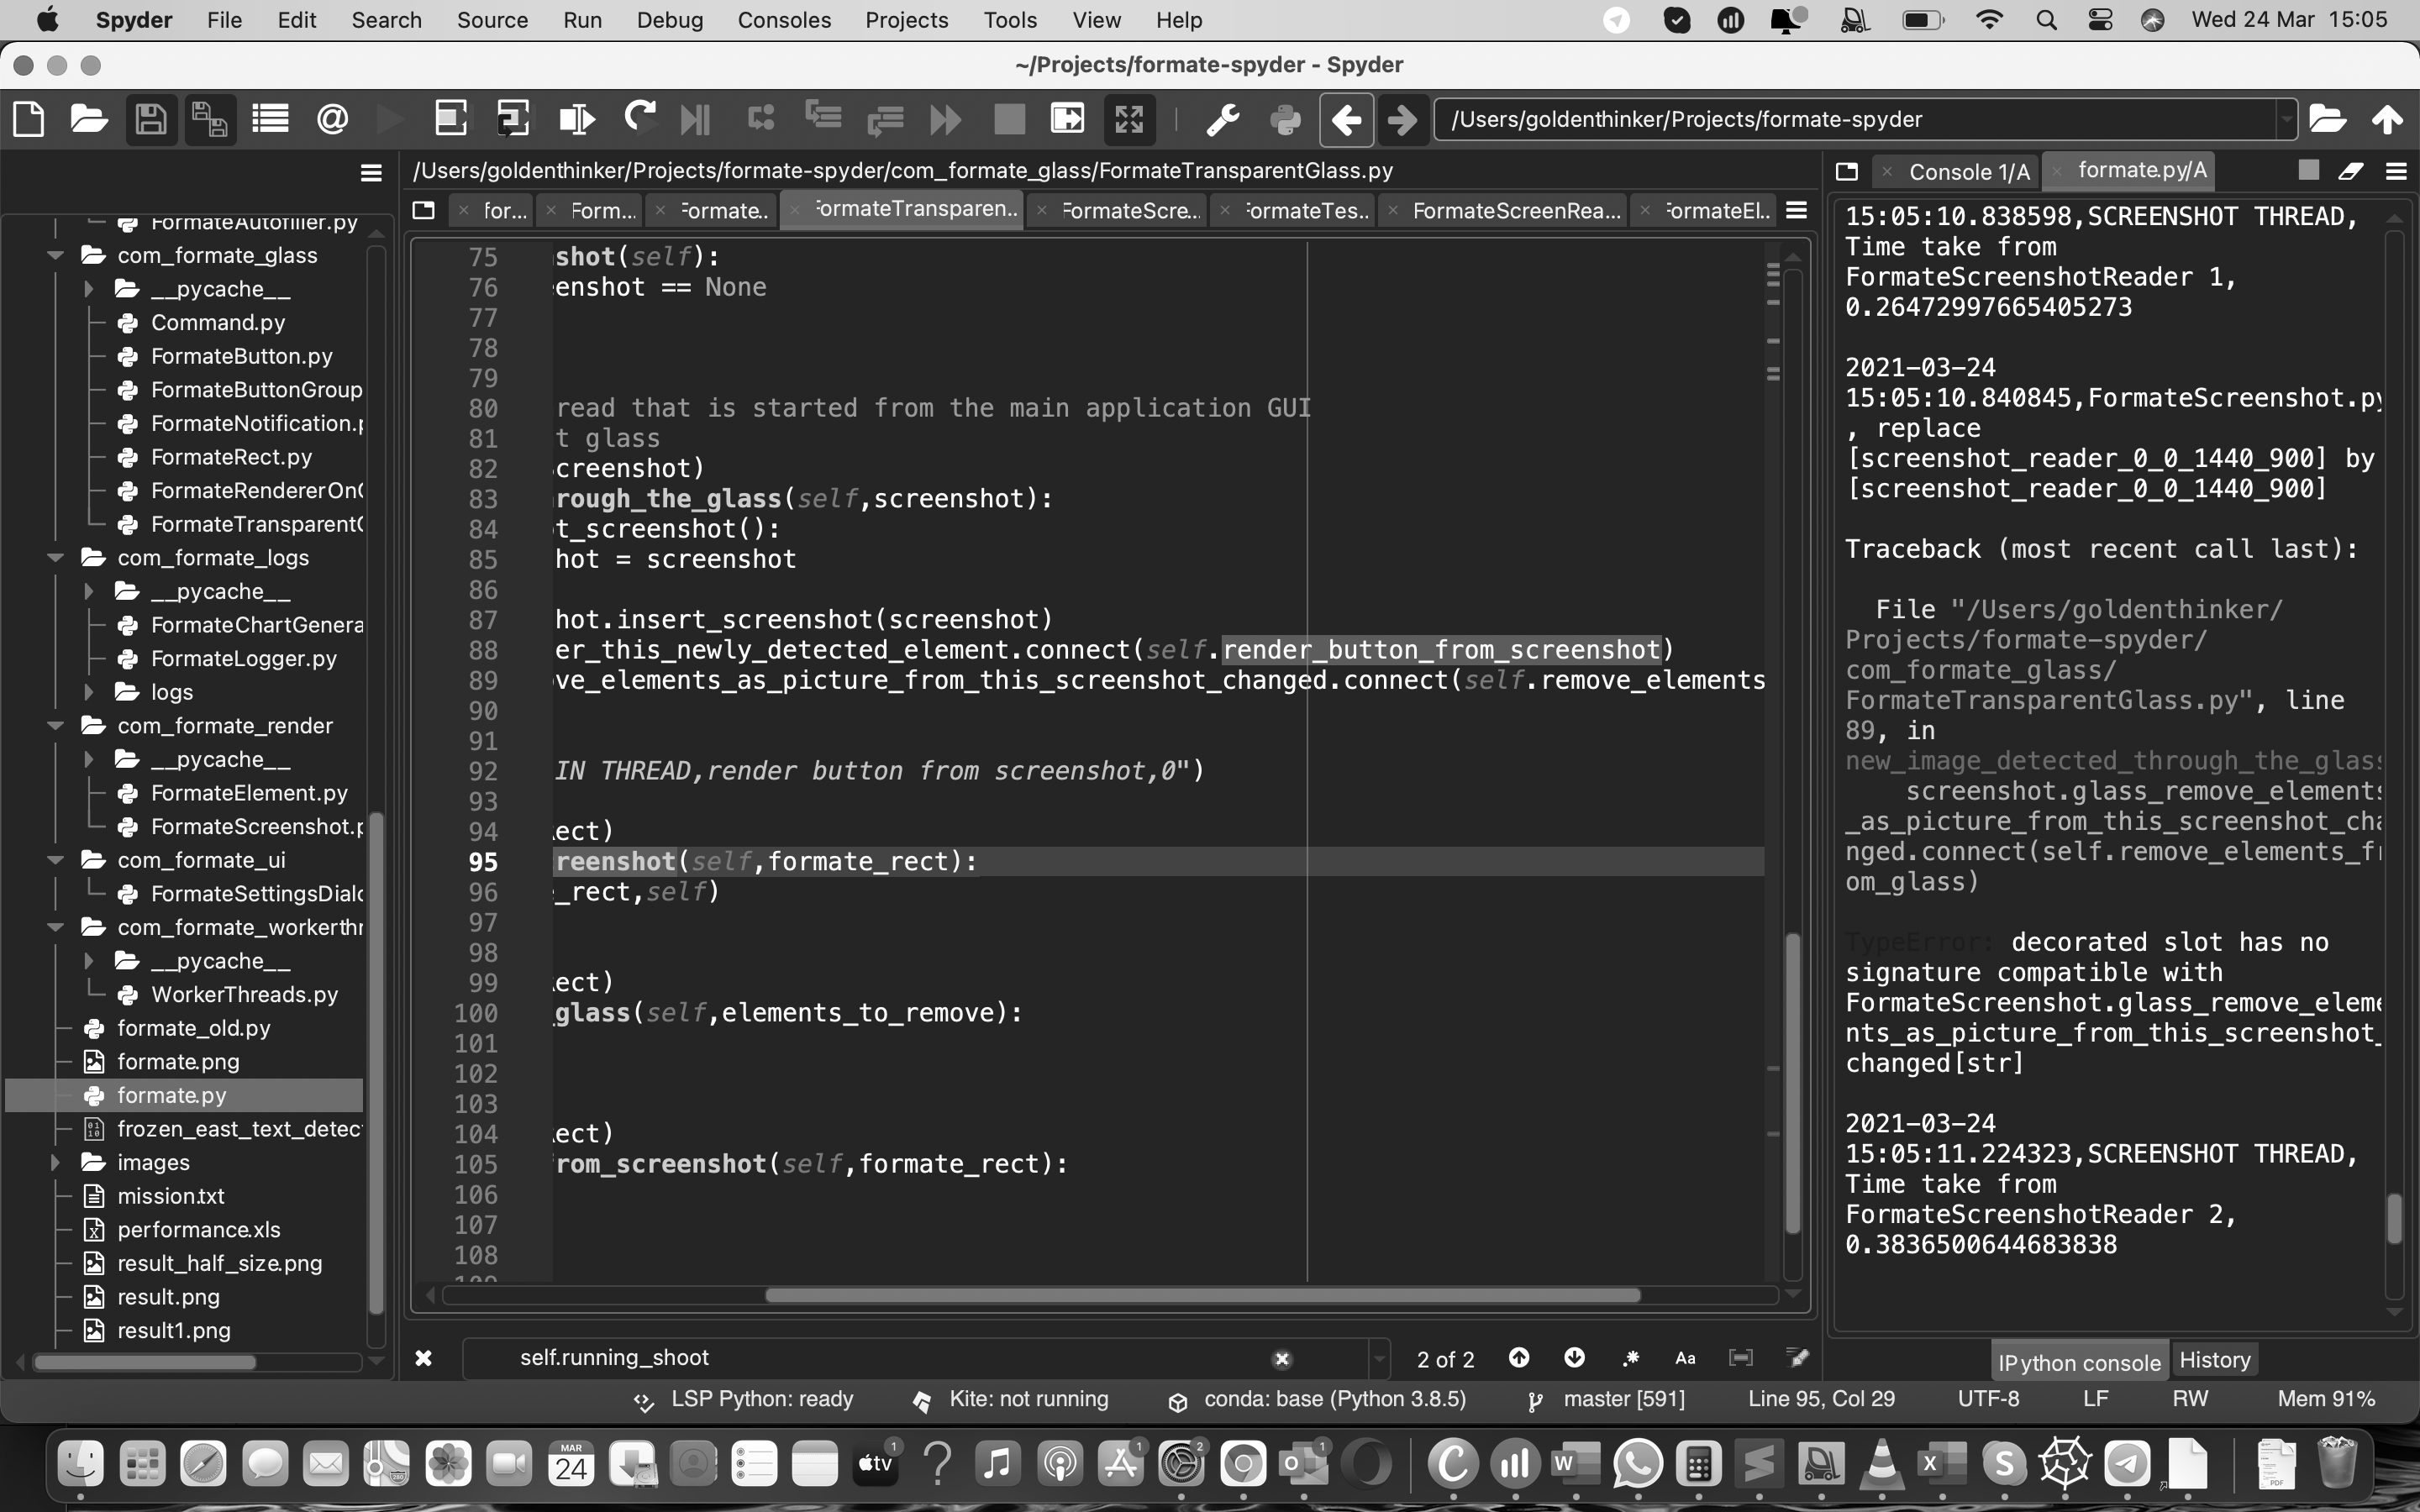 Spyder File Edit Search Source Run Debug Consoles Projects Tools View Help Wed 24 Mar 15:05
~/Projects/formate-spyder - Spyder
/Users/goldenthinker/Projects/formate-spyder
/Users/goldenthinker/Projects/formate-spyder/com_formate_glass/FormateTransparentGlass.py
for... Form... Formate.. FormateTransparen.. FormateScre... FormateTes.. FormateScreenRea... FormateEl..
FormateAutofiller.py
com_formate_glass
__pycache__
Command.py
FormateButton.py
FormateButtonGroup
FormateNotification.p
FormateRect.py
FormateRendererOn
FormateTransparent
com_formate_logs
__pycache__
FormateChartGenera
FormateLogger.py
logs
com_formate_render
__pycache__
FormateElement.py
FormateScreenshot.p
com_formate_ui
FormateSettingsDialo
com_formate_workerthr
__pycache__
WorkerThreads.py
formate_old.py
formate.png
formate.py
frozen_east_text_detec
images
mission.txt
performance.xls
result_half_size.png
result.png
result1.png
75 shot(self):
76 enshot == None
77
78
79
80 read that is started from the main application GUI
81 t glass
82 creenshot)
83 rough_the_glass(self,screenshot):
84 t_screenshot():
85 hot = screenshot
86
87 hot.insert_screenshot(screenshot)
88 er_this_newly_detected_element.connect(self.render_button_from_screenshot)
89 ve_elements_as_picture_from_this_screenshot_changed.connect(self.remove_elements
90
91
92 IN THREAD,render button from screenshot,0")
93
94 ect)
95 reenshot(self,formate_rect):
96 _rect,self)
97
98
99 ect)
100 glass(self,elements_to_remove):
101
102
103
104 ect)
105 rom_screenshot(self,formate_rect):
106
107
108
109
self.running_shoot
2 of 2
Aa
Console 1/A formate.py/A
15:05:10.838598,SCREENSHOT THREAD,
Time take from
FormateScreenshotReader 1,
0.26472997665405273
2021-03-24
15:05:10.840845,FormateScreenshot.py
, replace
[screenshot_reader_0_0_1440_900] by
[screenshot_reader_0_0_1440_900]
Traceback (most recent call last):
File "/Users/goldenthinker/
Projects/formate-spyder/
com_formate_glass/
FormateTransparentGlass.py", line
89, in
new_image_detected_through_the_glass
screenshot.glass_remove_elements
_as_picture_from_this_screenshot_cha
nged.connect(self.remove_elements_fr
om_glass)
TypeError: decorated slot has no
signature compatible with
FormateScreenshot.glass_remove_eleme
nts_as_picture_from_this_screenshot_
changed[str]
2021-03-24
15:05:11.224323,SCREENSHOT THREAD,
Time take from
FormateScreenshotReader 2,
0.3836500644683838
IPython console History
LSP Python: ready Kite: not running conda: base (Python 3.8.5) master [591] Line 95, Col 29 UTF-8 LF RW Mem 91%
MAR
24
tv
1
1
2
1
PDF